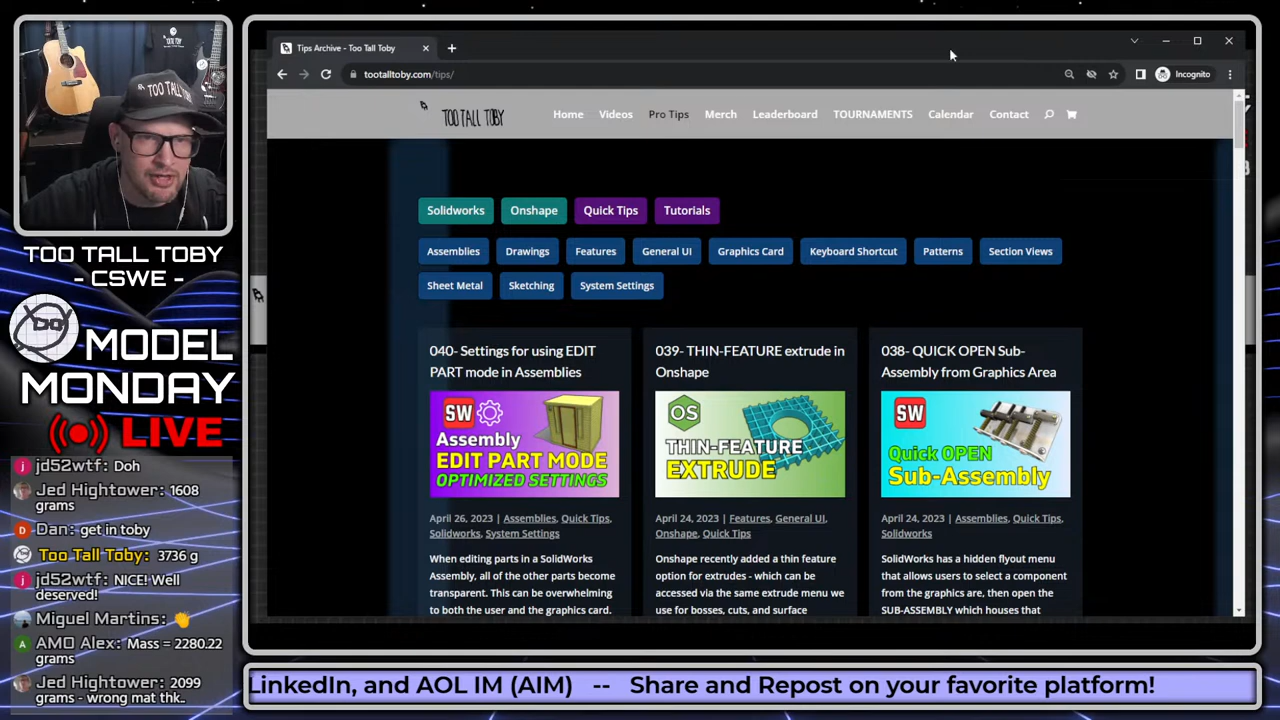 TOO TALL TOBY
TOO TALL TOBY
- CSWE -
MODEL
MONDAY
LIVE
jd52wtf: Doh
Jed Hightower: 1608
grams
Dan: get in toby
Too Tall Toby: 3736 g
jd52wtf: NICE! Well
deserved!
Miguel Martins: 👏
AMO Alex: Mass = 2280.22
grams
Jed Hightower: 2099
grams - wrong mat thk..
Tips Archive - Too Tall Toby
tootalltoby.com/tips/
Incognito
TOO TALL TOBY
Home
Videos
Pro Tips
Merch
Leaderboard
TOURNAMENTS
Calendar
Contact
Solidworks
Onshape
Quick Tips
Tutorials
Assemblies
Drawings
Features
General UI
Graphics Card
Keyboard Shortcut
Patterns
Section Views
Sheet Metal
Sketching
System Settings
040- Settings for using EDIT
PART mode in Assemblies
SW
Assembly
EDIT PART MODE
OPTIMIZED SETTINGS
April 26, 2023 | Assemblies, Quick Tips,
Solidworks, System Settings
When editing parts in a SolidWorks
Assembly, all of the other parts become
transparent. This can be overwhelming
to both the user and the graphics card.
039- THIN-FEATURE extrude in
Onshape
OS
THIN-FEATURE
EXTRUDE
April 24, 2023 | Features, General UI,
Onshape, Quick Tips
Onshape recently added a thin feature
option for extrudes - which can be
accessed via the same extrude menu we
use for bosses, cuts, and surface
038- QUICK OPEN Sub-
Assembly from Graphics Area
SW
Quick OPEN
Sub-Assembly
April 24, 2023 | Assemblies, Quick Tips,
Solidworks
SolidWorks has a hidden flyout menu
that allows users to select a component
from the graphics are, then open the
SUB-ASSEMBLY which houses that
LinkedIn, and AOL IM (AIM) -- Share and Repost on your favorite platform!